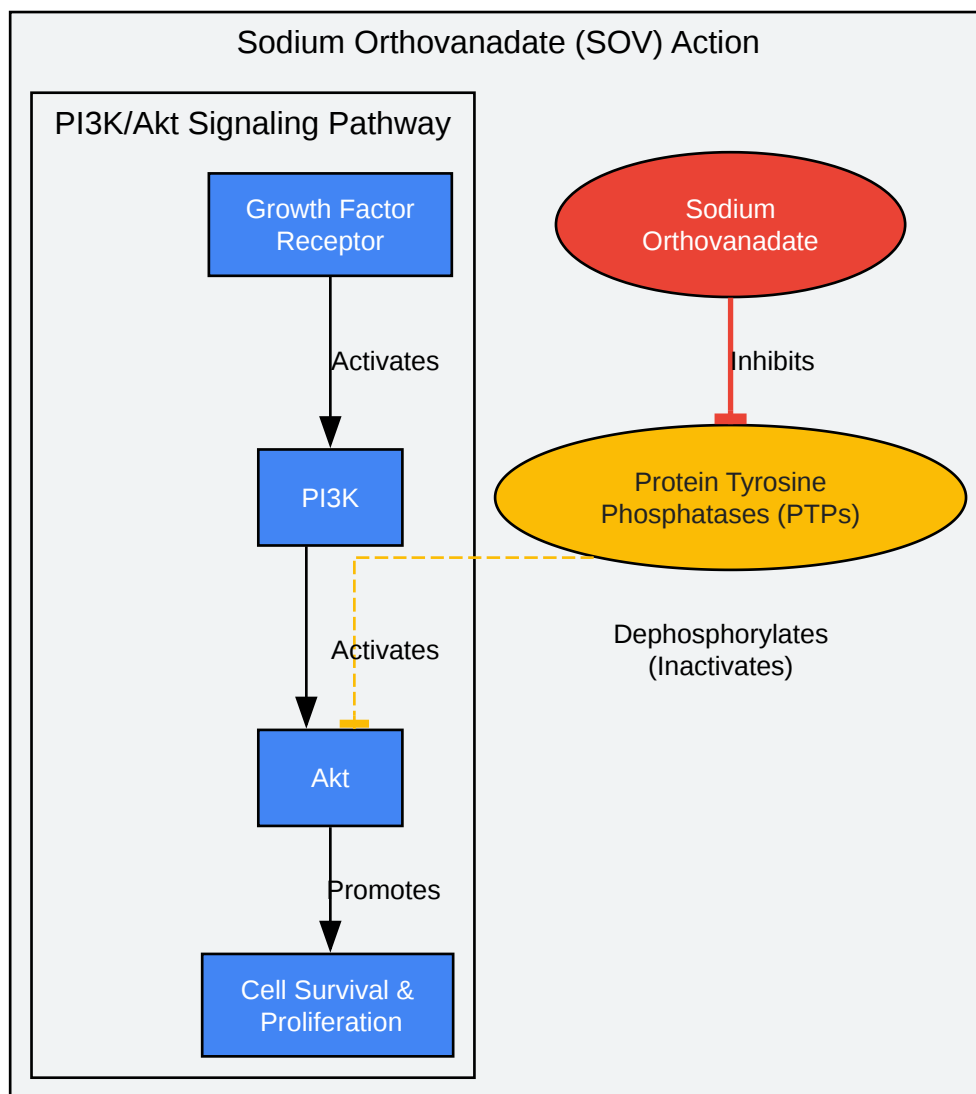 Sodium Orthovanadate (SOV) Action
PI3K/Akt Signaling Pathway
Growth Factor
Receptor
Activates
PI3K
Activates
Akt
Promotes
Cell Survival &
Proliferation
Sodium
Orthovanadate
Inhibits
Protein Tyrosine
Phosphatases (PTPs)
Dephosphorylates
(Inactivates)